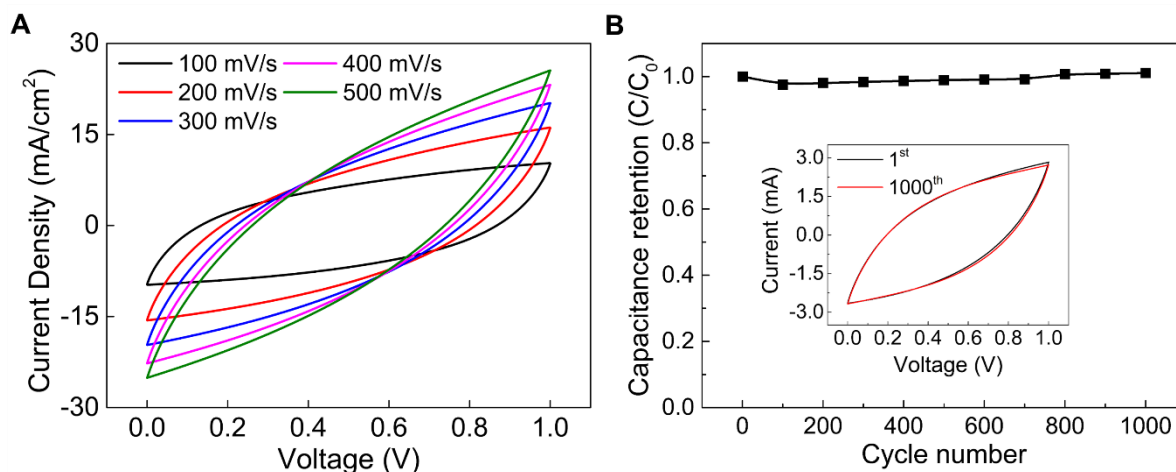 A
30
15
0
-15
-30
Current Density (mA/cm²)
100 mV/s
200 mV/s
300 mV/s
400 mV/s
500 mV/s
0.0 0.2 0.4 0.6 0.8 1.0
Voltage (V)
B
1.0
0.8
0.6
0.4
0.2
0.0
Capacitance retention (C/C₀)
1ˢᵗ
1000ᵗʰ
3.0
1.5
0.0
-1.5
-3.0
Current (mA)
0.0 0.2 0.4 0.6 0.8 1.0
Voltage (V)
0 200 400 600 800 1000
Cycle number